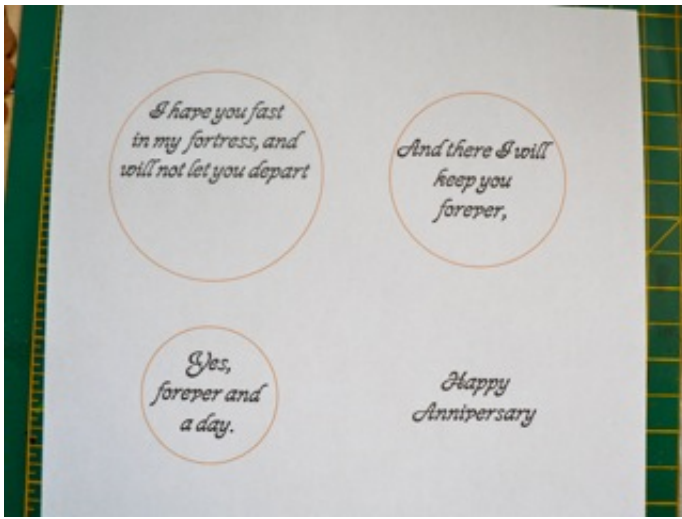 I have you fast
in my fortress, and
will not let you depart
And there I will
keep you
forever,
Yes,
forever and
a day.
Happy
Anniversary